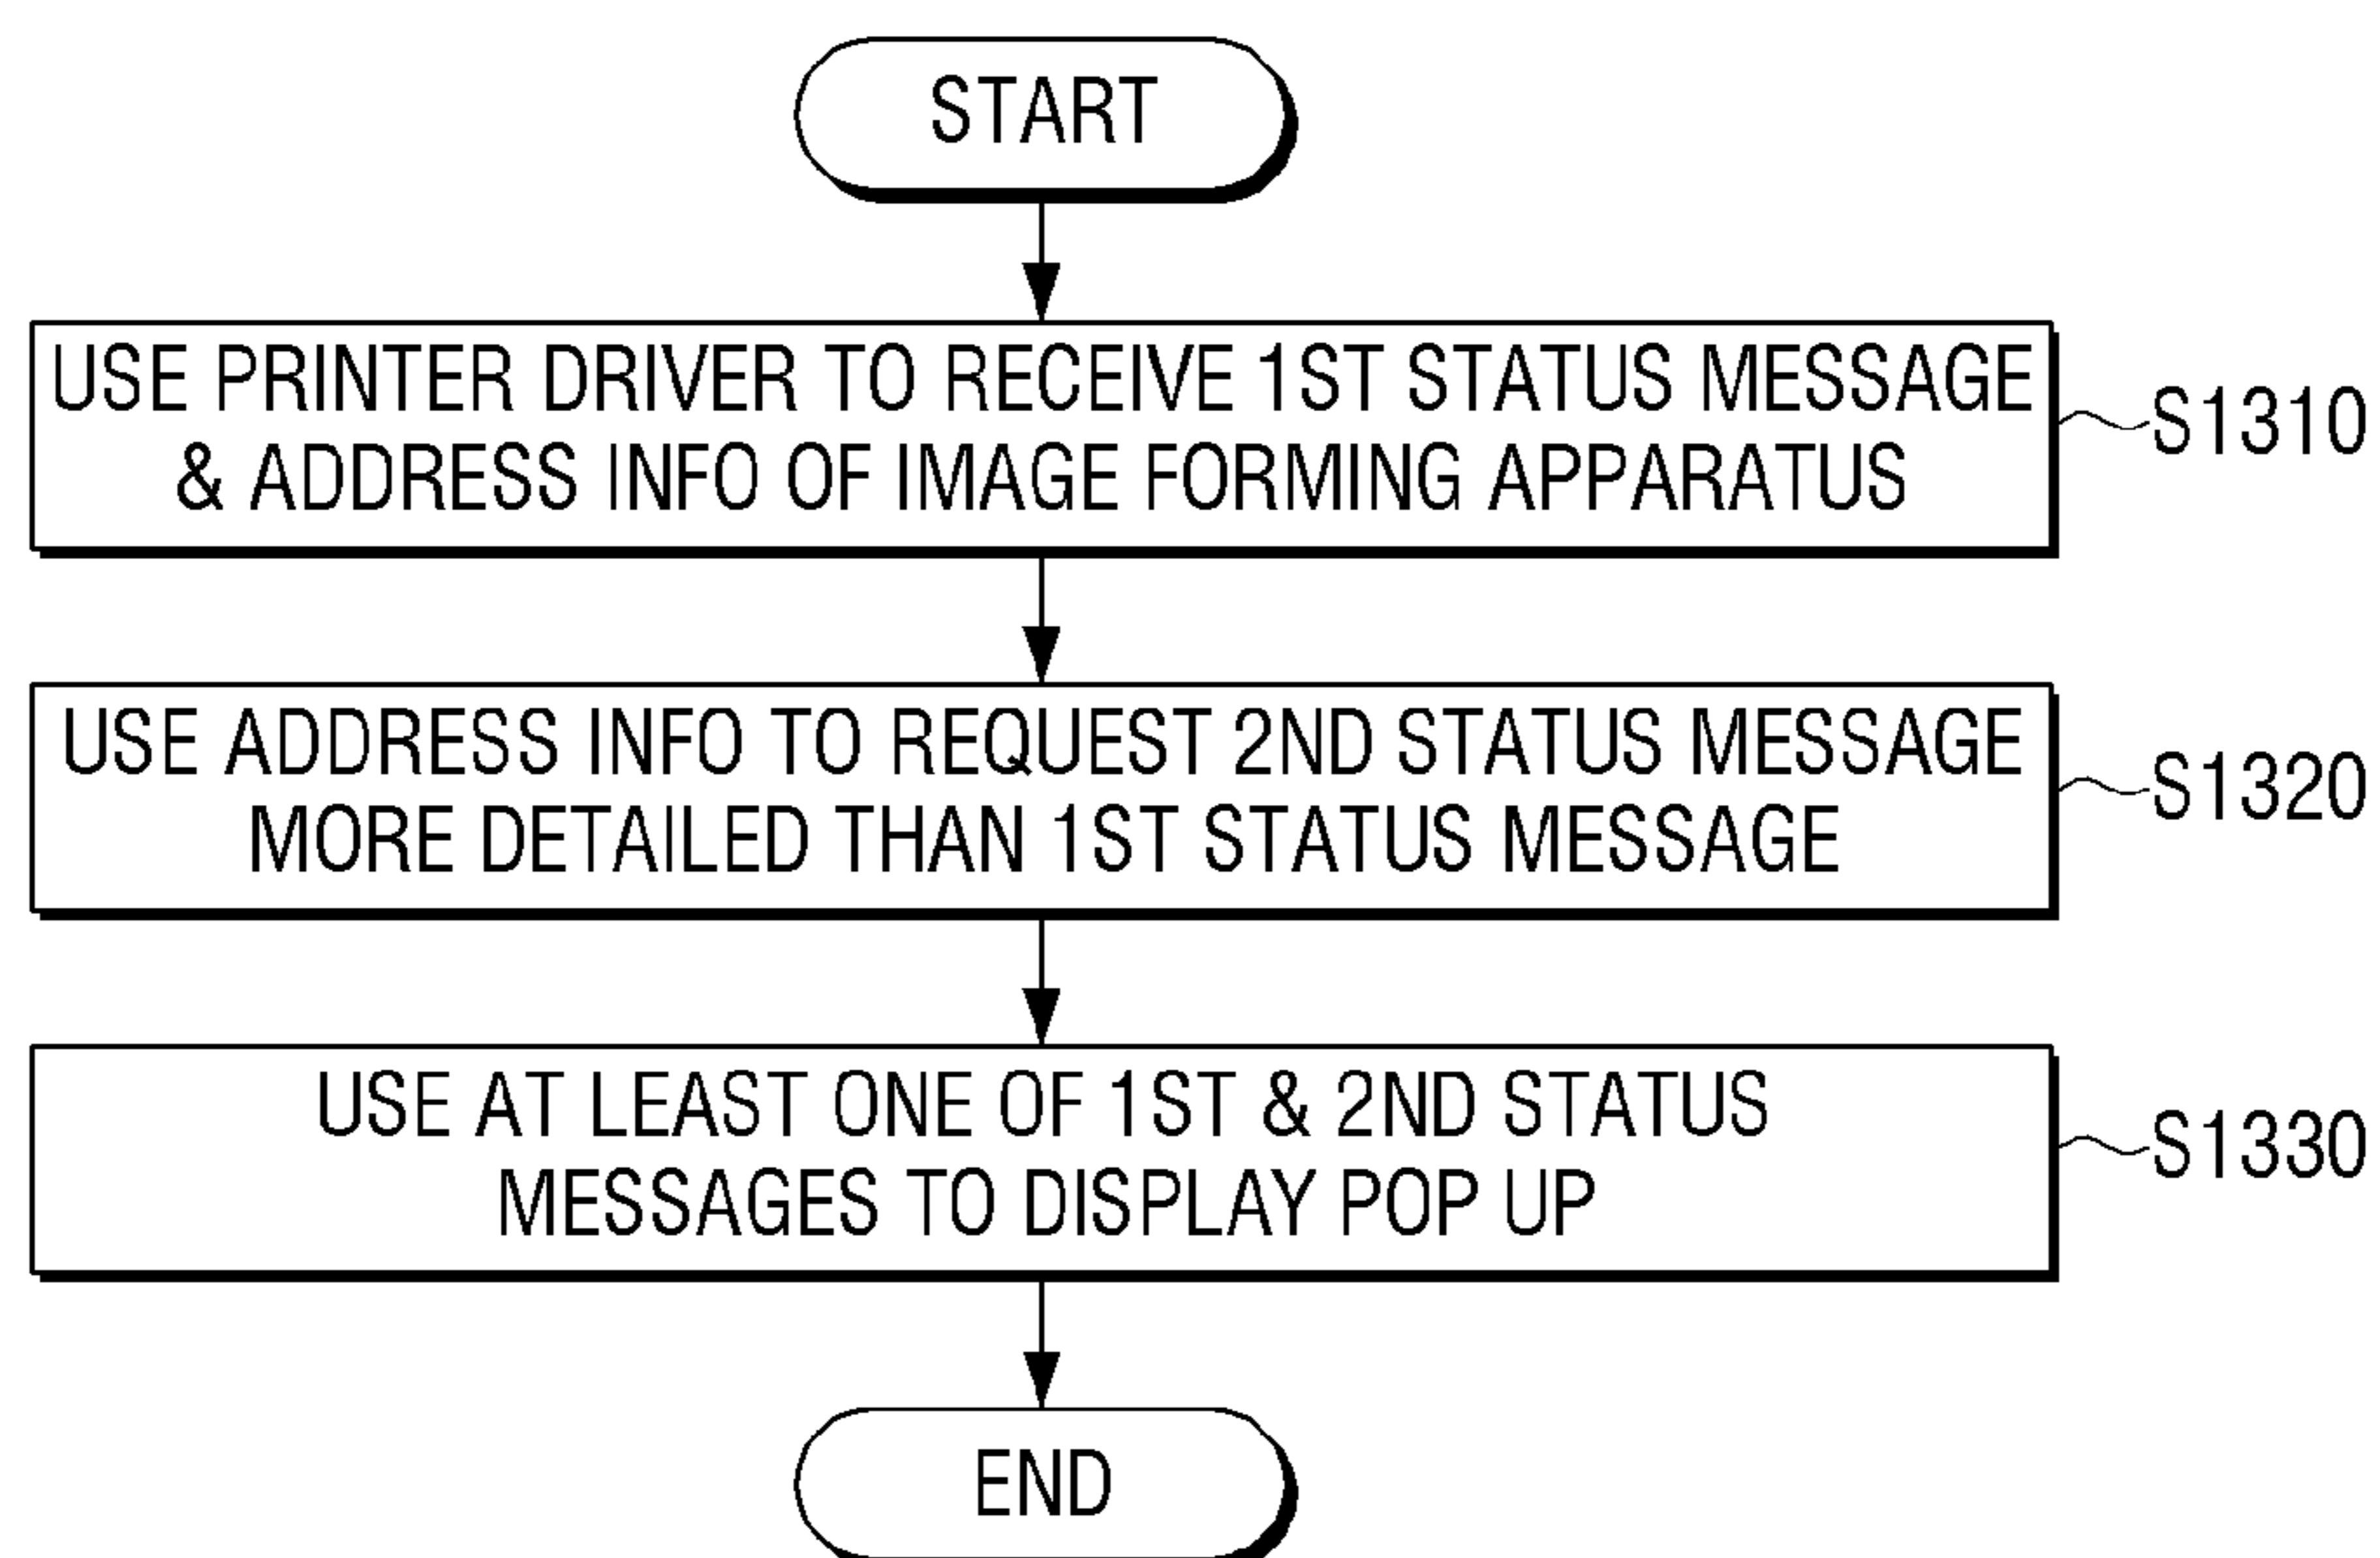 START
USE PRINTER DRIVER TO RECEIVE 1ST STATUS MESSAGE
& ADDRESS INFO OF IMAGE FORMING APPARATUS
S1310
USE ADDRESS INFO TO REQUEST 2ND STATUS MESSAGE
MORE DETAILED THAN 1ST STATUS MESSAGE
S1320
USE AT LEAST ONE OF 1ST & 2ND STATUS
MESSAGES TO DISPLAY POP UP
S1330
END